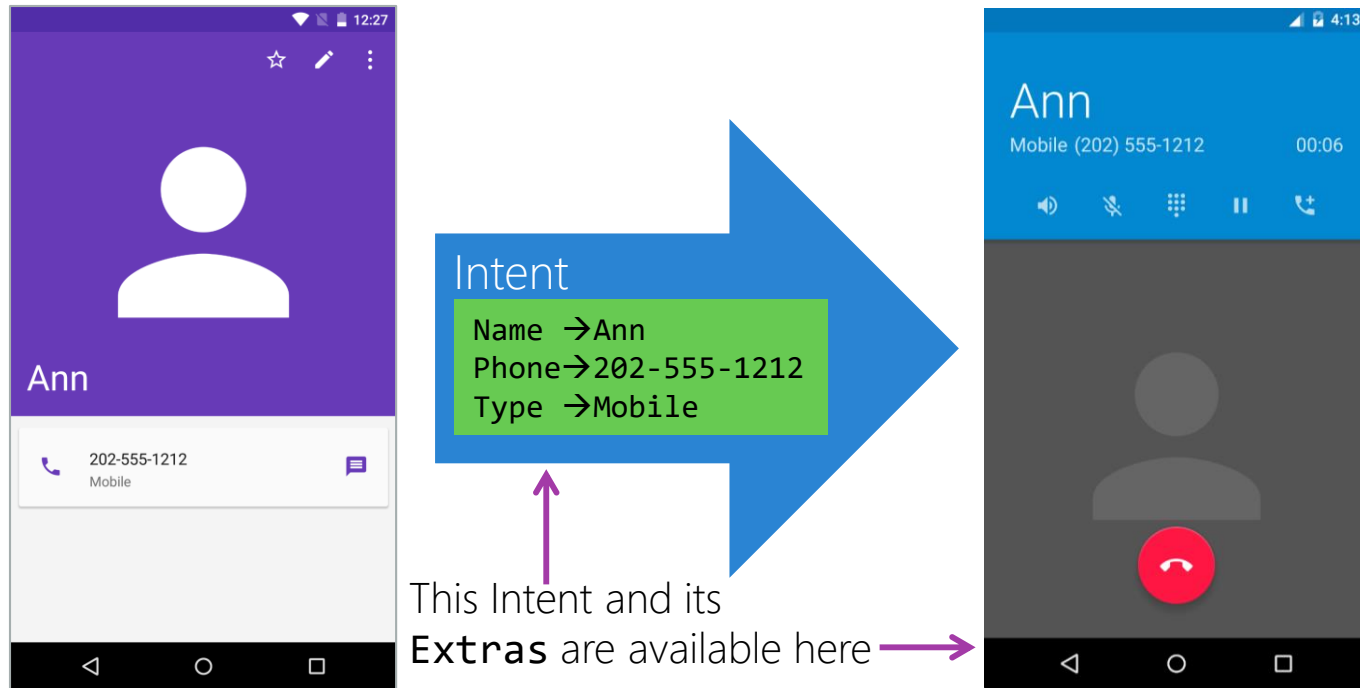 12:27
Ann
202-555-1212
Mobile
Intent
Name →Ann
Phone→202-555-1212
Type →Mobile
This Intent and its
Extras are available here
4:13
Ann
Mobile (202) 555-1212 00:06